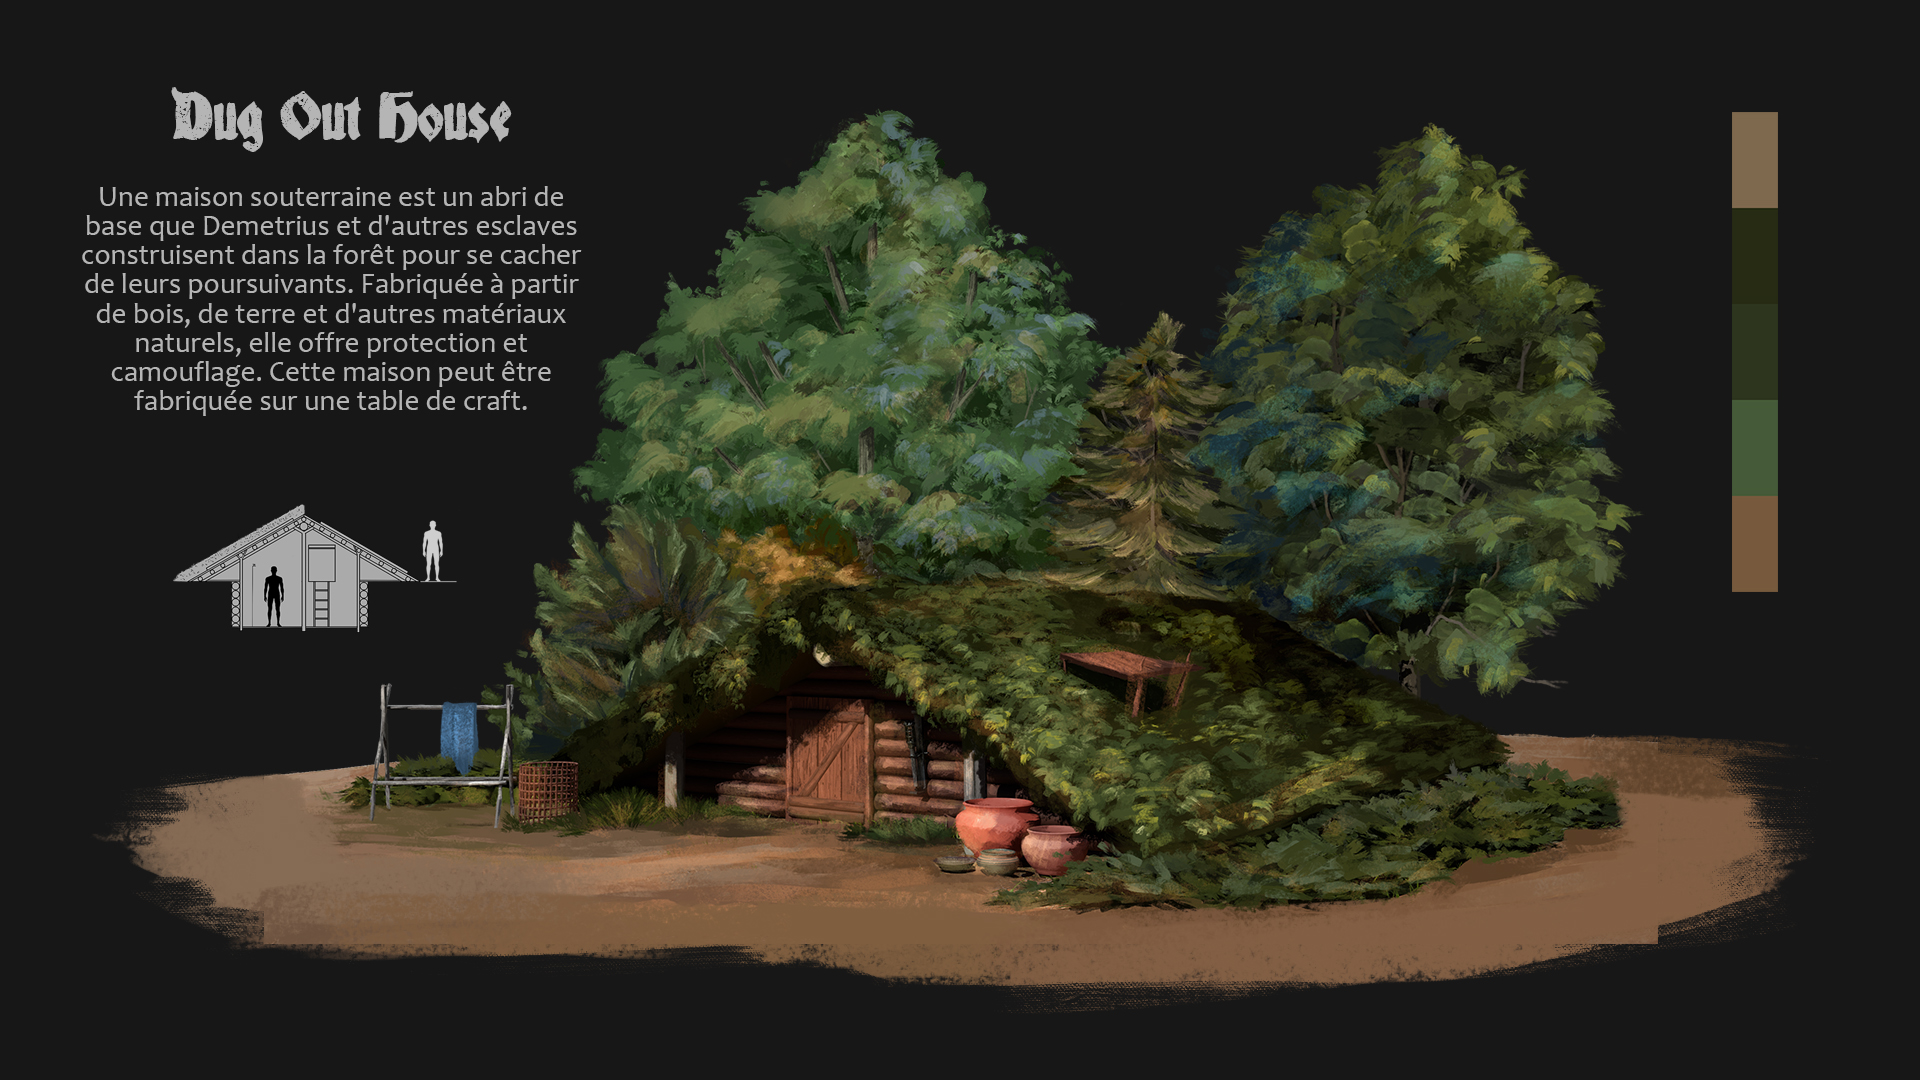 Dug Out House
Une maison souterraine est un abri de
base que Demetrius et d'autres esclaves
construisent dans la forêt pour se cacher
de leurs poursuivants. Fabriquée à partir
de bois, de terre et d'autres matériaux
naturels, elle offre protection et
camouflage. Cette maison peut être
fabriquée sur une table de craft.